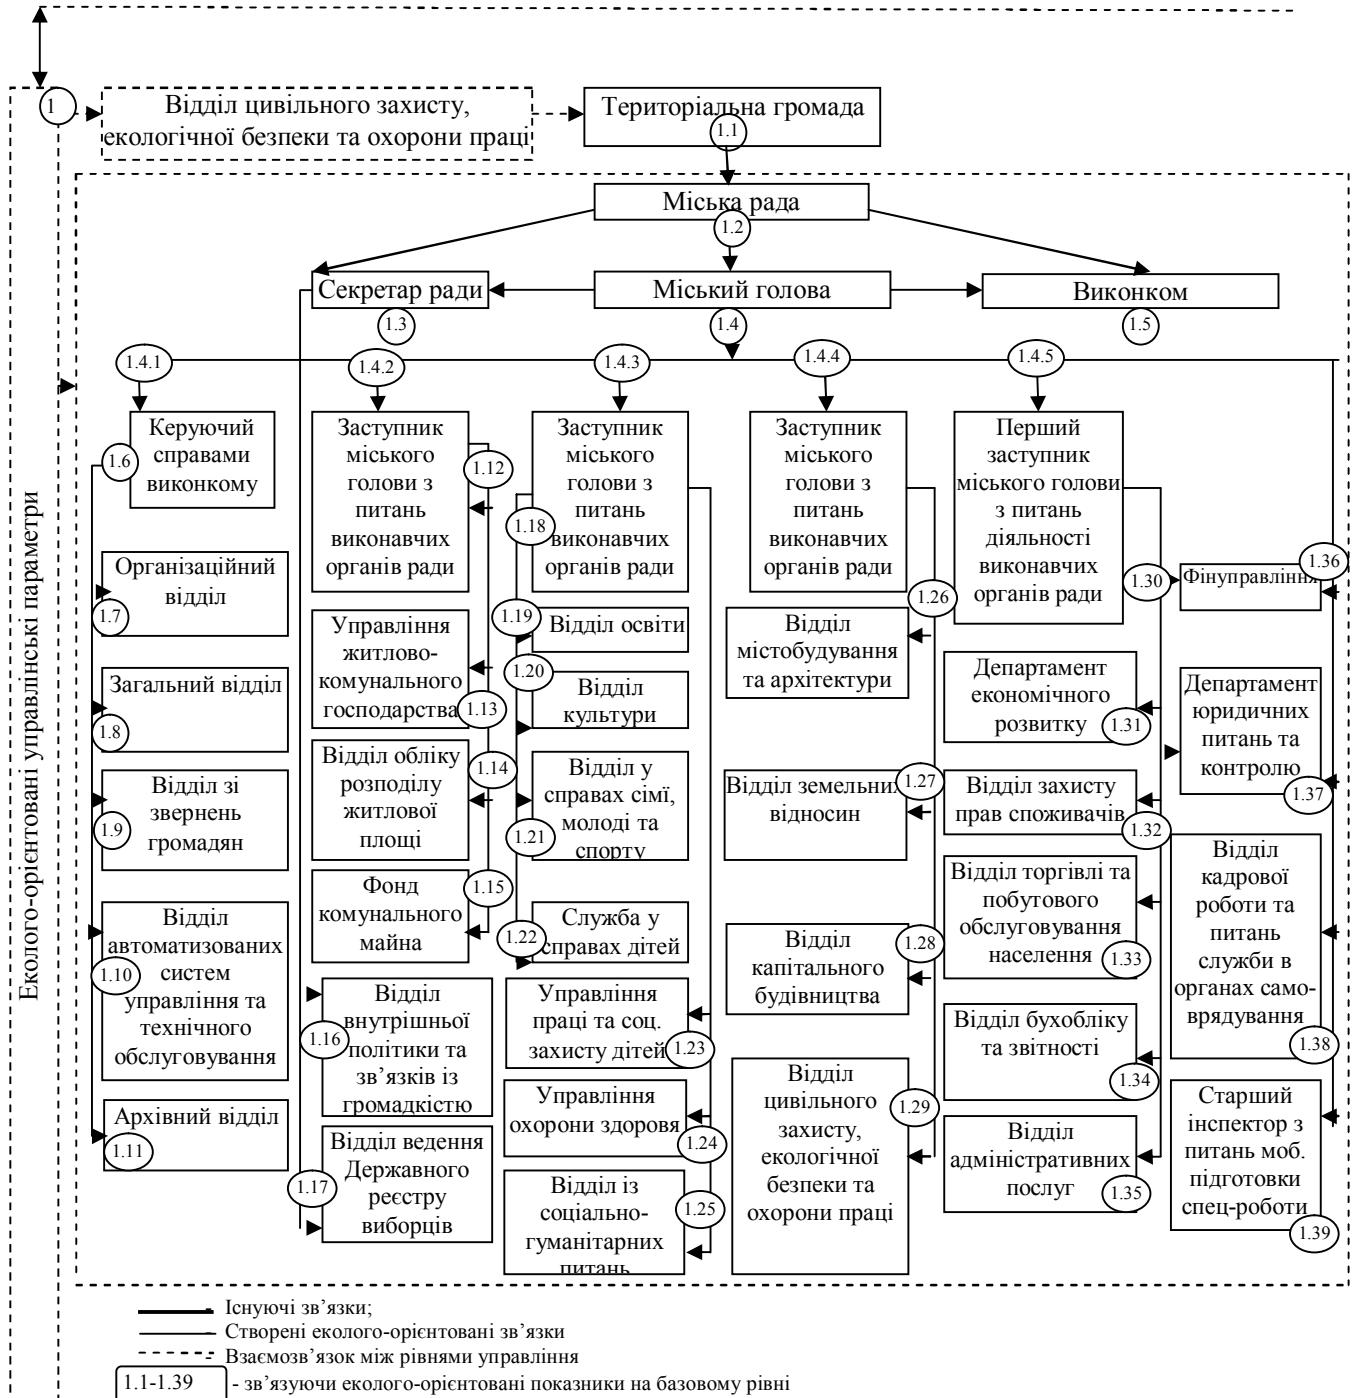 1
Відділ цивільного захисту,
екологічної безпеки та охорони праці
Територіальна громада
1.1
Міська рада
1.2
Секретар ради
Міський голова
Виконком
1.3
1.4
1.5
1.4.1
1.4.2
1.4.3
1.4.4
1.4.5
Еколого-орієнтовані управлінські параметри
Керуючий
справами
виконкому
1.6
Організаційний
відділ
1.7
Загальний відділ
1.8
Відділ зі
звернень
громадян
1.9
Відділ
автоматизованих
систем
управління та
технічного
обслуговування
1.10
Архівний відділ
1.11
Заступник
міського
голови з
питань
виконавчих
органів ради
1.12
Управління
житлово-
комунального
господарства
1.13
Відділ обліку
розподілу
житлової
площі
1.14
Фонд
комунального
майна
1.15
Відділ
внутрішньої
політики та
зв’язків із
громадкістю
1.16
Відділ ведення
Державного
реєстру
виборців
1.17
Заступник
міського
голови з
питань
виконавчих
органів ради
1.18
1.19
Відділ освіти
1.20
Відділ
культури
Відділ у
справах сімї,
молоді та
спорту
1.21
Служба у
справах дітей
1.22
Управління
праці та соц.
захисту дітей
1.23
Управління
охорони здоровя
1.24
Відділ із
соціально-
гуманітарних
питань
1.25
Заступник
міського
голови з
питань
виконавчих
органів ради
1.26
Відділ
містобудування
та архітектури
Відділ земельних
відносин
1.27
Відділ
капітального
будівництва
1.28
Відділ
цивільного
захисту,
екологічної
безпеки та
охорони праці
1.29
Перший
заступник
міського голови
з питань
діяльності
виконавчих
органів ради
1.30
Департамент
економічного
розвитку
1.31
Відділ захисту
прав споживачів
1.32
Відділ торгівлі та
побутового
обслуговування
населення
1.33
Відділ бухобліку
та звітності
1.34
Відділ
адміністративних
послуг
1.35
Фінуправління
1.36
Департамент
юридичних
питань та
контролю
1.37
Відділ
кадрової
роботи та
питань
служби в
органах само-
врядування
1.38
Старший
інспектор з
питань моб.
підготовки
спец-роботи
1.39
- Існуючі зв’язки;
- Створені еколого-орієнтовані зв’язки
- Взаємозв’язок між рівнями управління
1.1-1.39 - зв’язуючи еколого-орієнтовані показники на базовому рівні